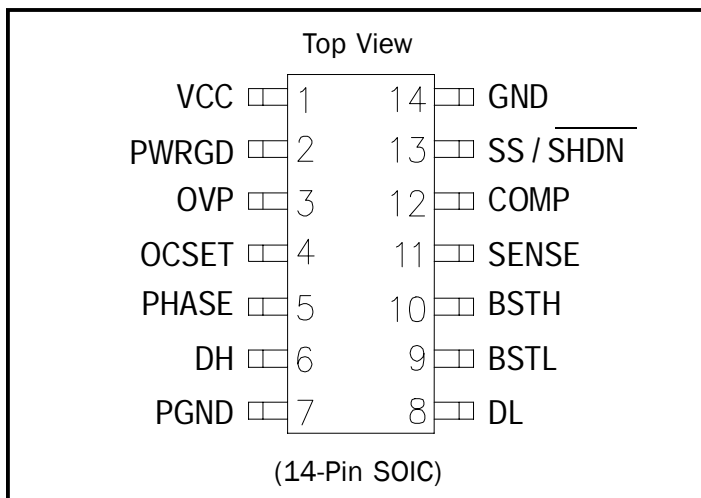 Top View
VCC 1 14 GND
PWRGD 2 13 SS / SHDN
OVP 3 12 COMP
OCSET 4 11 SENSE
PHASE 5 10 BSTH
DH 6 9 BSTL
PGND 7 8 DL
(14-Pin SOIC)